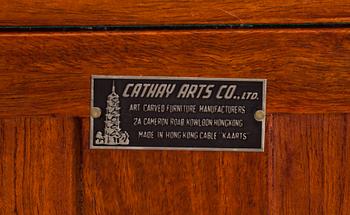 CATHAY ARTS CO., LTD.
ART CARVED FURNITURE MANUFACTURERS
2A CAMERON ROAD KOWLOON HONGKONG
MADE IN HONG KONG CABLE "KAARTS"